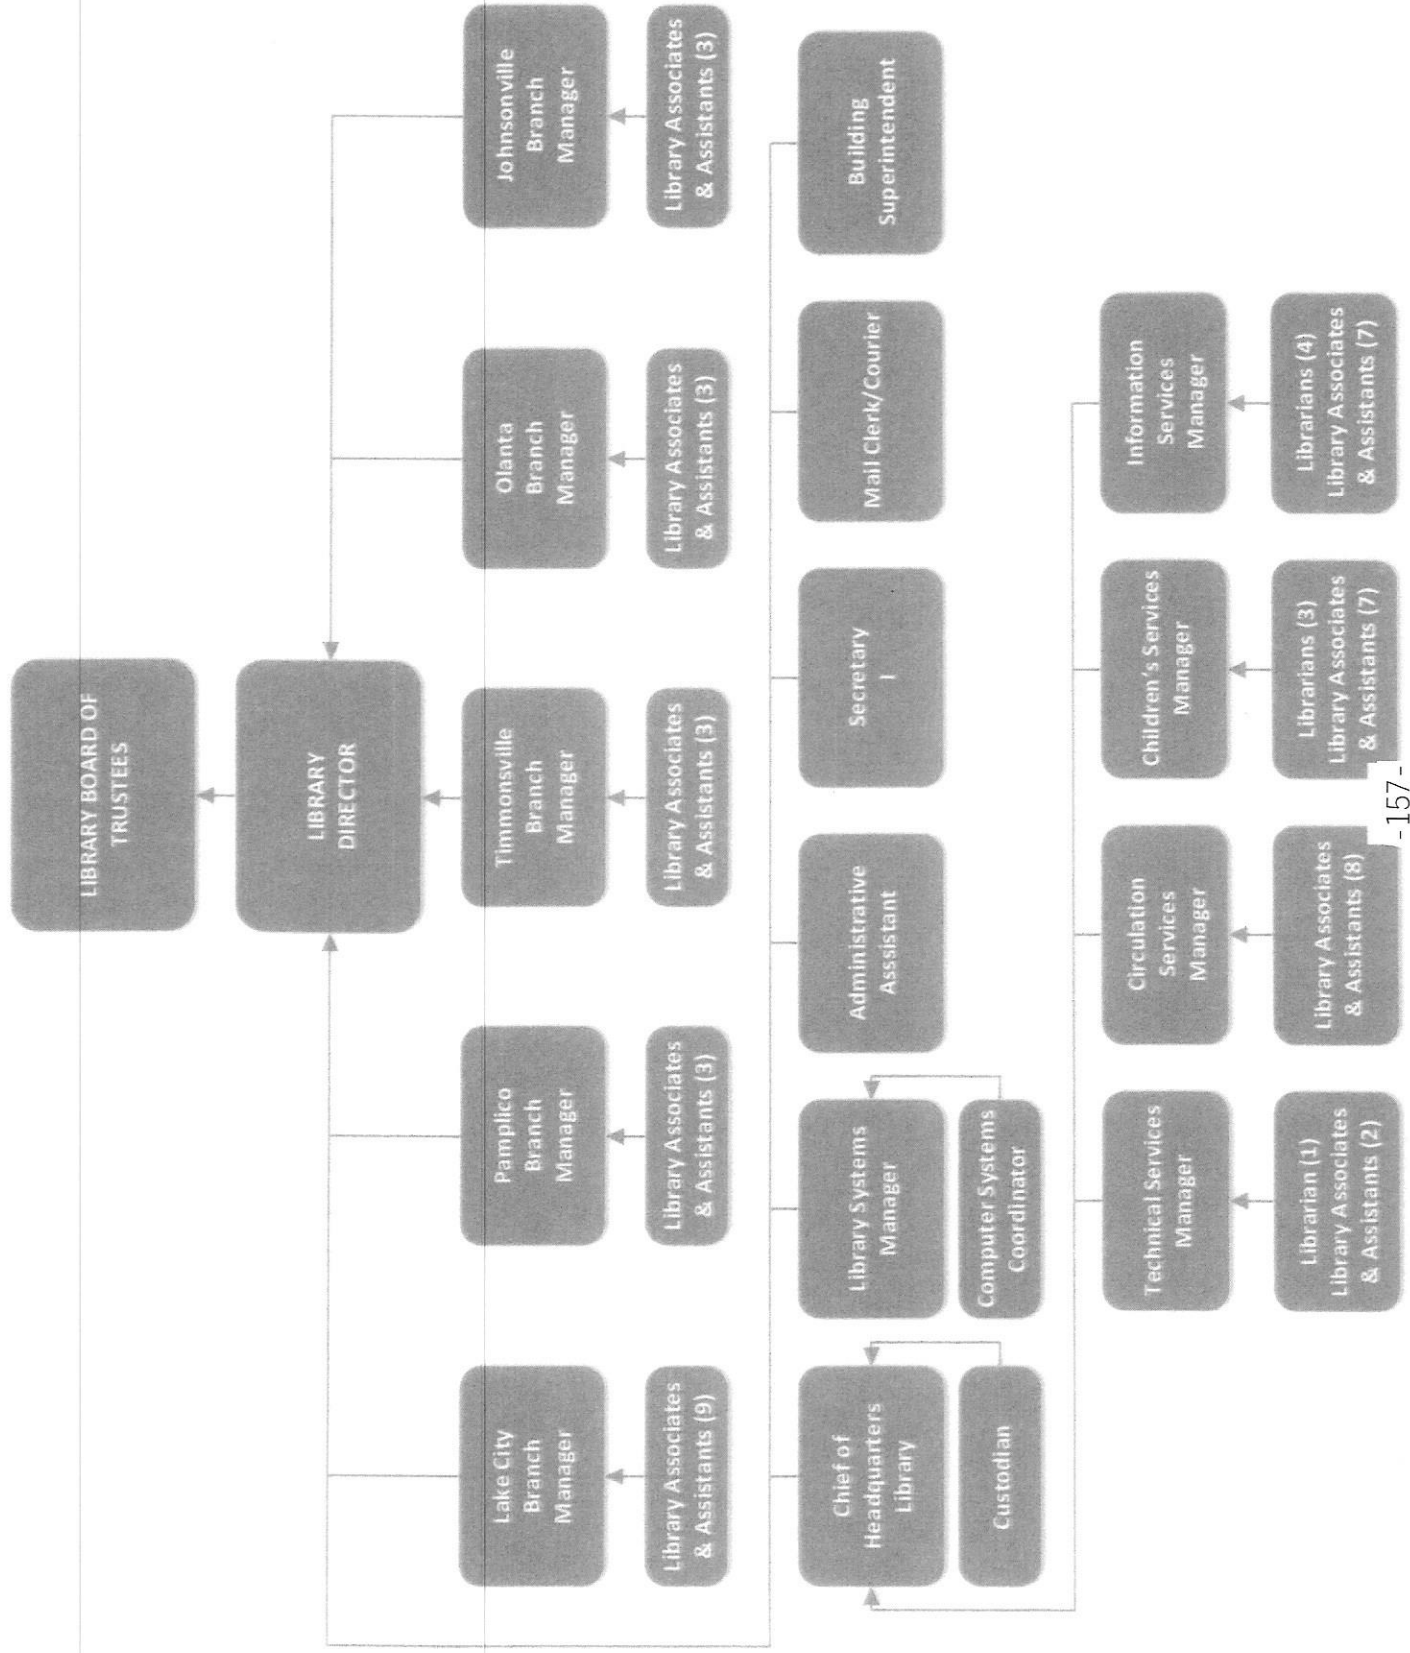 LIBRARY BOARD OF
TRUSTEES
LIBRARY
DIRECTOR
Lake City
Branch
Manager
Pamplico
Branch
Manager
Timmonsville
Branch
Manager
Olanta
Branch
Manager
Johnsonville
Branch
Manager
Library Associates
& Assistants (9)
Library Associates
& Assistants (3)
Library Associates
& Assistants (3)
Library Associates
& Assistants (3)
Library Associates
& Assistants (3)
Chief of
Headquarters
Library
Library Systems
Manager
Administrative
Asssistant
Secretary
I
Mail Clerk/Courier
Building
Superintendent
Custodian
Computer Systems
Coordinator
Technical Services
Manager
Circulation
Services
Manager
Children's Services
Manager
Information
Services
Manager
Librarian (1)
Library Associates
& Assistants (2)
Library Associates
& Assistants (8)
Librarians (3)
Library Associates
& Assistants (7)
Librarians (4)
Library Associates
& Assistants (7)
-157-